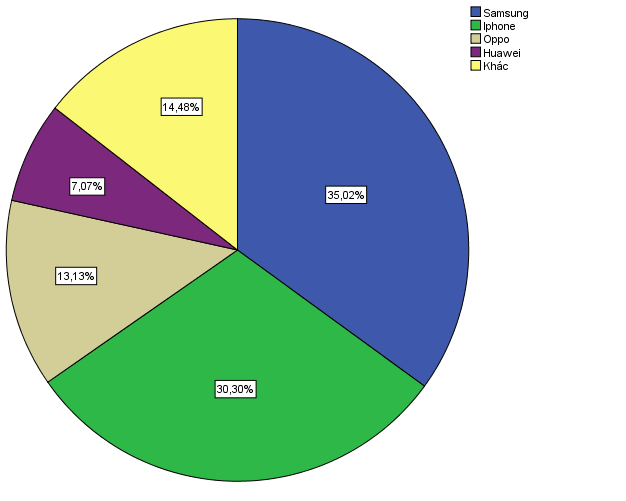 Samsung
Iphone
Oppo
Huawei
Khác
14,48%
7,07%
35,02%
13,13%
30,30%